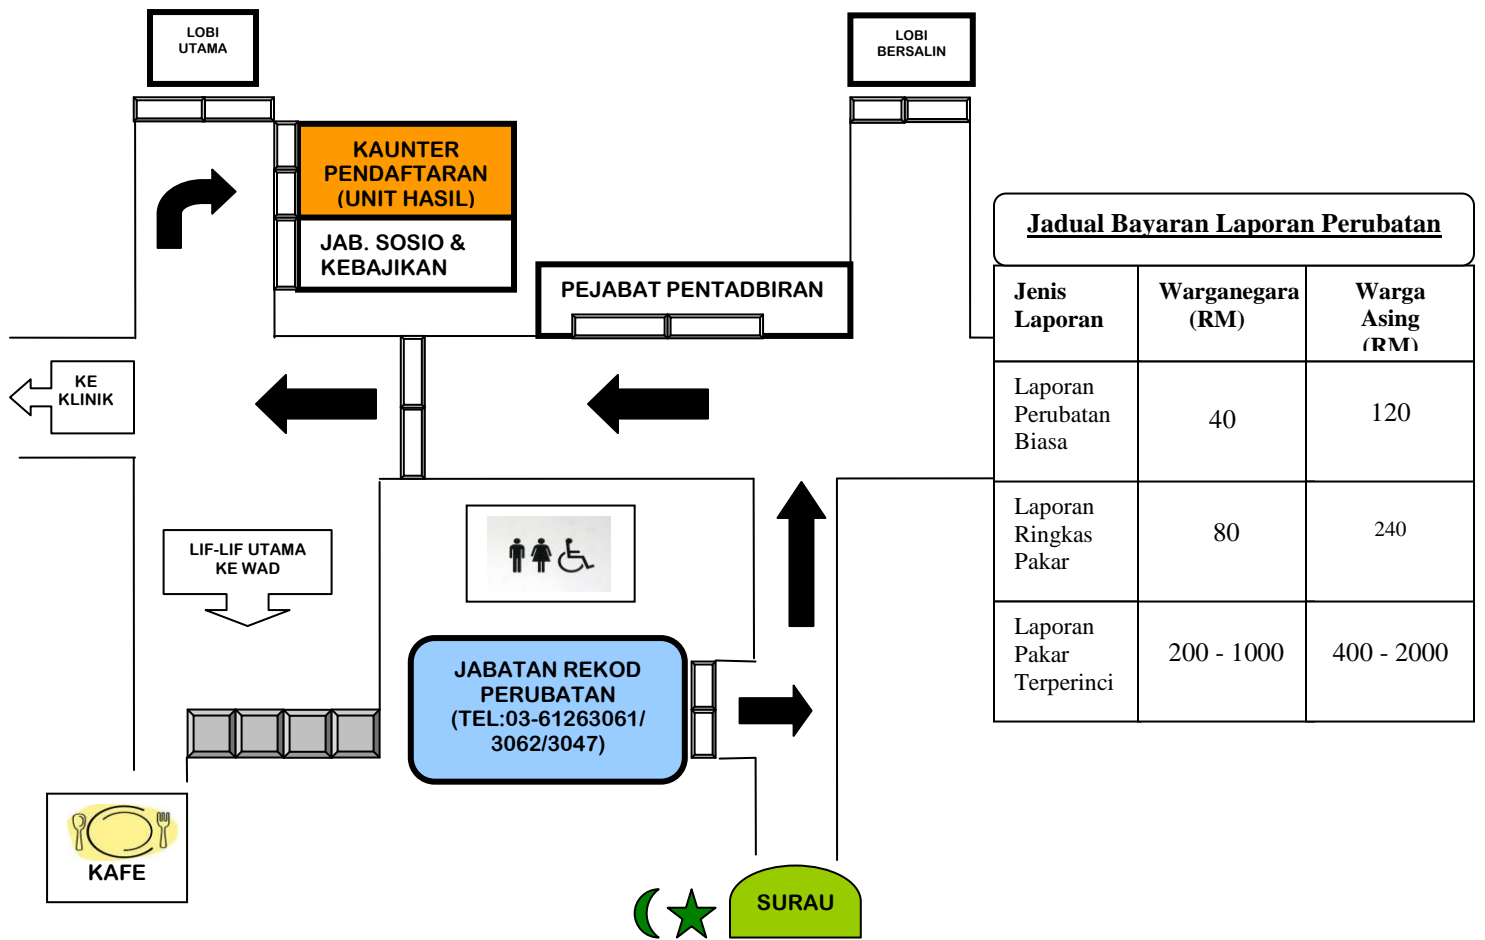 LOBI
UTAMA
LOBI
BERSALIN
KAUNTER
PENDAFTARAN
(UNIT HASIL)
JAB. SOSIO &
KEBAJIKAN
PEJABAT PENTADBIRAN
KE
KLINIK
LIF-LIF UTAMA
KE WAD
JABATAN REKOD
PERUBATAN
(TEL:03-61263061/
3062/3047)
KAFE
SURAU
Jadual Bayaran Laporan Perubatan
Jenis
Laporan
Warganegara
(RM)
Warga
Asing
(RM)
Laporan
Perubatan
Biasa
40
120
Laporan
Ringkas
Pakar
80
240
Laporan
Pakar
Terperinci
200 - 1000
400 - 2000